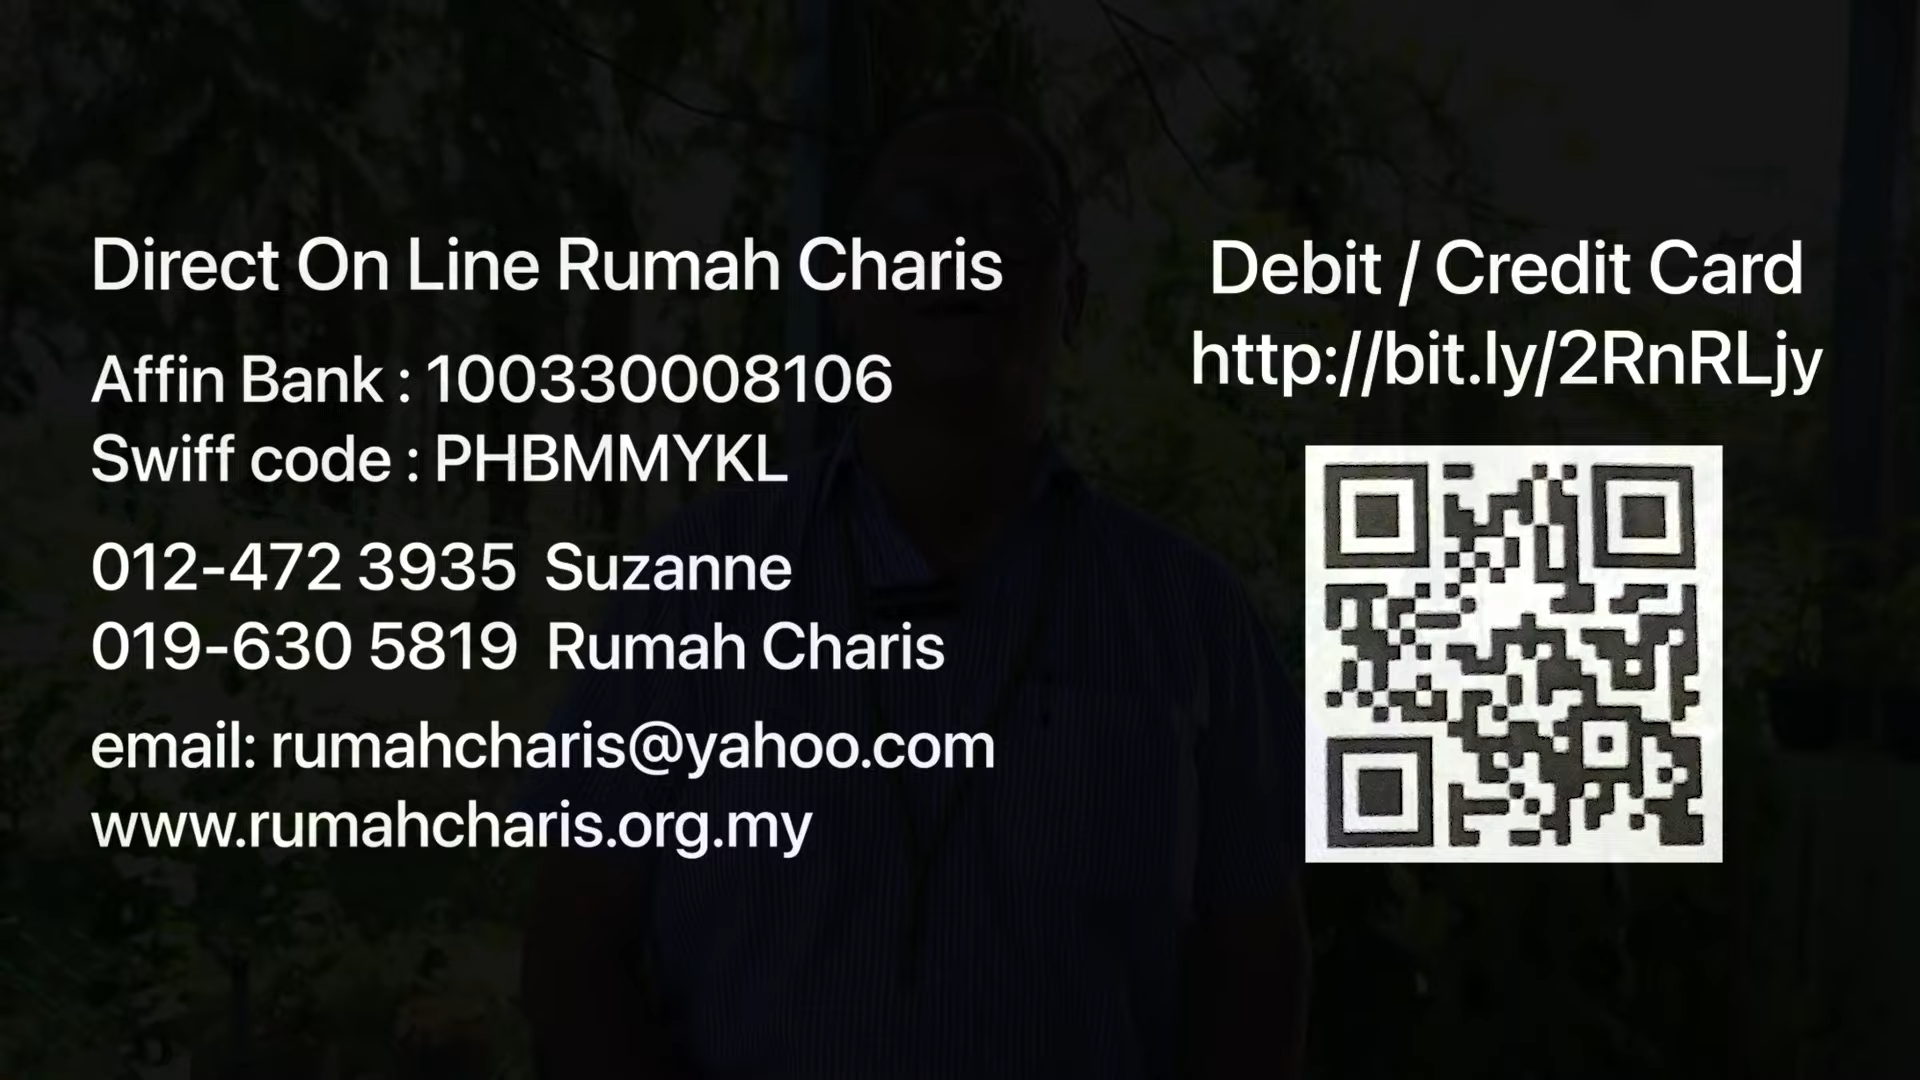 Direct On Line Rumah Charis
Affin Bank : 100330008106
Swiff code : PHBMMYKL
012-472 3935 Suzanne
019-630 5819 Rumah Charis
email: rumahcharis@yahoo.com
www.rumahcharis.org.my
Debit / Credit Card
http://bit.ly/2RnRLjy